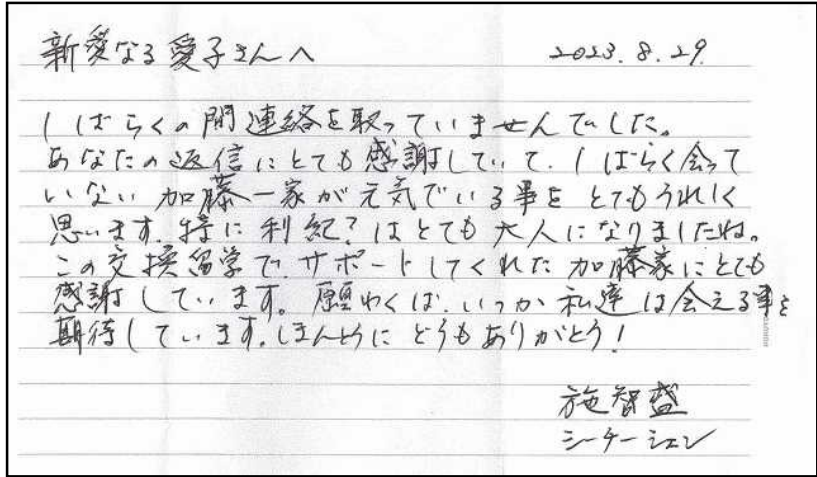 新愛なる愛子さんへ 2023.8.29.
しばらくの間連絡を取っていませんでした。
あなたの返信にとても感謝していて、しばらく会って
いない加藤一家が元気でいる事をとてもうれしく
思います。特に利紀?はとても大人になりましたね。
この交換留学で、サポートしてくれた加藤家にとても
感謝しています。願わくば、いつか私達は会える事を
期待しています。ほんとうにどうもありがとう!
施智盛
シーチーシェン